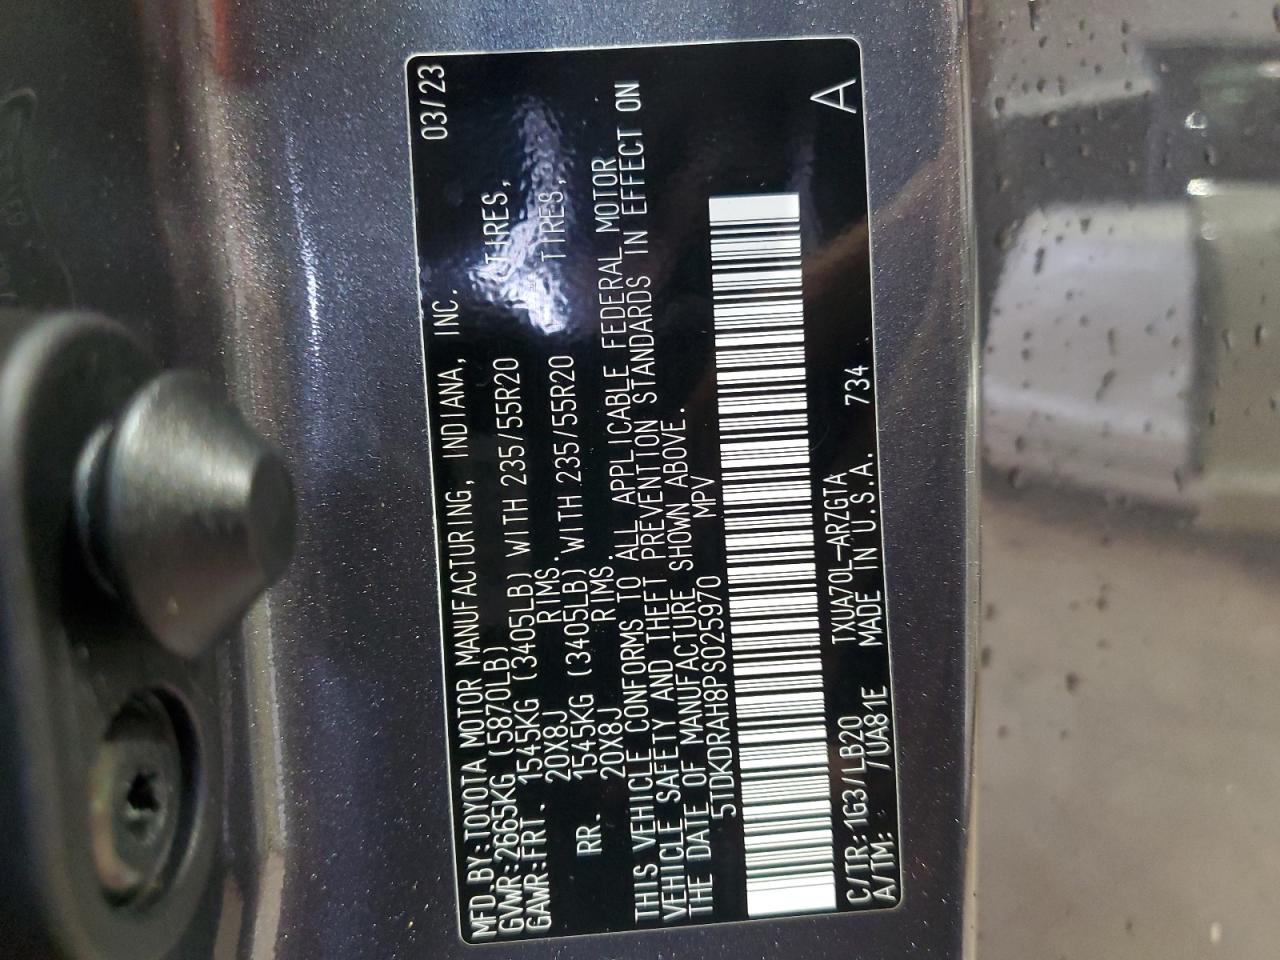 MFD.BY:TOYOTA MOTOR MANUFACTURING, INDIANA, INC. 03/23
GVWR:2665KG (5870LB)
GAWR:FRT. 1545KG (3405LB) WITH 235/55R20 TIRES,
20X8J RIMS.
RR. 1545KG (3405LB) WITH 235/55R20 TIRES,
20X8J RIMS.
THIS VEHICLE CONFORMS TO ALL APPLICABLE FEDERAL MOTOR
VEHICLE SAFETY AND THEFT PREVENTION STANDARDS IN EFFECT ON
THE DATE OF MANUFACTURE SHOWN ABOVE.
5TDKDRAH8PS025970 MPV
A
C/TR:1G3/LB20 TXUA70L-ARZGTA
A/TM: /UA81E MADE IN U.S.A. 734